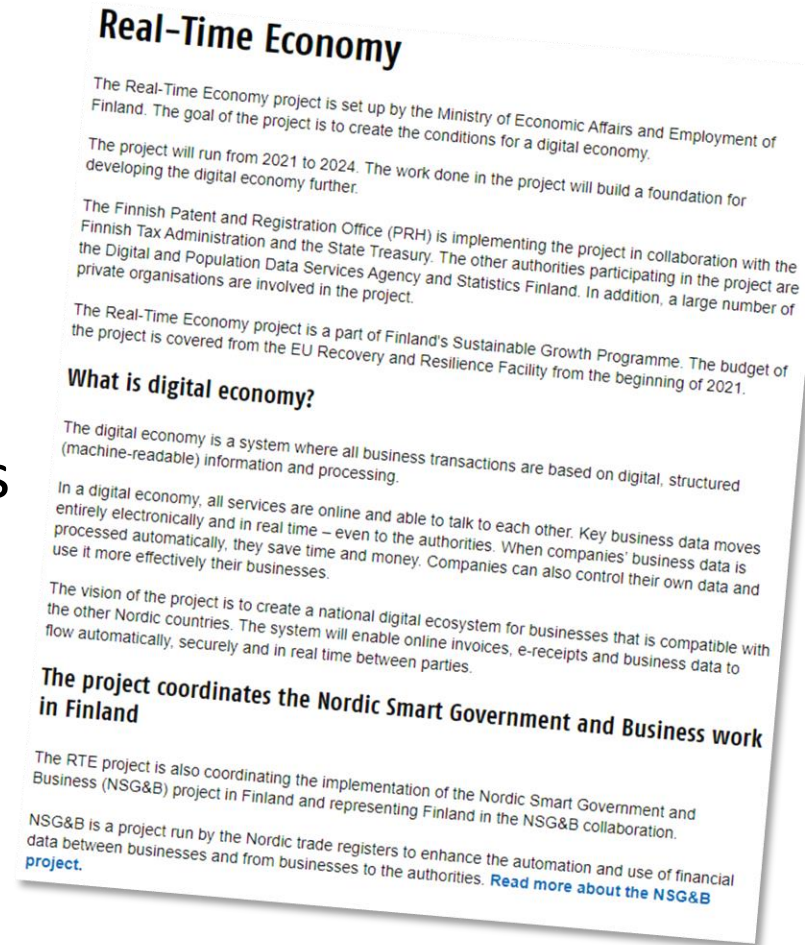 Real-Time Economy
The Real-Time Economy project is set up by the Ministry of Economic Affairs and Employment of
Finland. The goal of the project is to create the conditions for a digital economy.
The project will run from 2021 to 2024. The work done in the project will build a foundation for
developing the digital economy further.
The Finnish Patent and Registration Office (PRH) is implementing the project in collaboration with the
Finnish Tax Administration and the State Treasury. The other authorities participating in the project are
the Digital and Population Data Services Agency and Statistics Finland. In addition, a large number of
private organisations are involved in the project.
The Real-Time Economy project is a part of Finland's Sustainable Growth Programme. The budget of
the project is covered from the EU Recovery and Resilience Facility from the beginning of 2021.
What is digital economy?
The digital economy is a system where all business transactions are based on digital, structured
(machine-readable) information and processing.
s
In a digital economy, all services are online and able to talk to each other. Key business data moves
entirely electronically and in real time – even to the authorities. When companies' business data is
processed automatically, they save time and money. Companies can also control their own data and
use it more effectively their businesses.
The vision of the project is to create a national digital ecosystem for businesses that is compatible with
the other Nordic countries. The system will enable online invoices, e-receipts and business data to
flow automatically, securely and in real time between parties.
The project coordinates the Nordic Smart Government and Business work
in Finland
The RTE project is also coordinating the implementation of the Nordic Smart Government and
Business (NSG&B) project in Finland and representing Finland in the NSG&B collaboration.
NSG&B is a project run by the Nordic trade registers to enhance the automation and use of financial
data between businesses and from businesses to the authorities. Read more about the NSG&B
project.